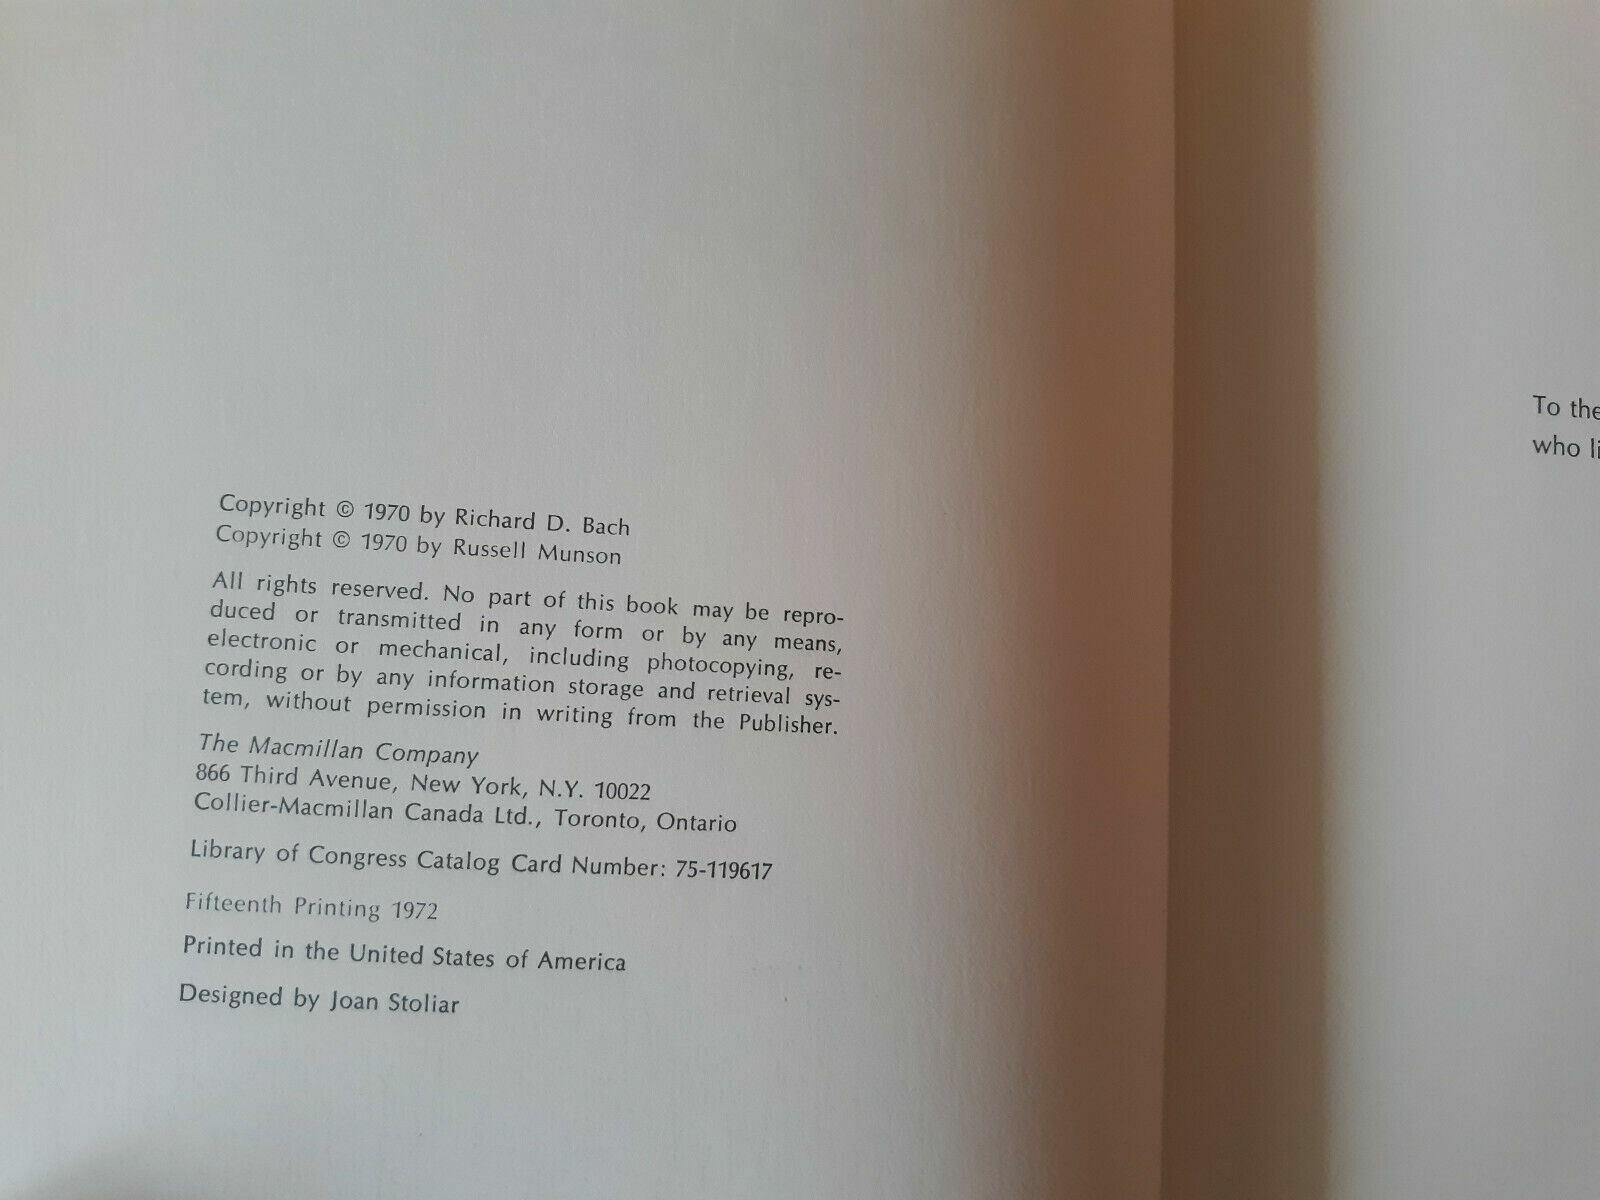 Copyright © 1970 by Richard D. Bach
Copyright © 1970 by Russell Munson
All rights reserved. No part of this book may be repro-
duced or transmitted in any form or by any means,
electronic or mechanical, including photocopying, re-
cording or by any information storage and retrieval sys-
tem, without permission in writing from the Publisher.
The Macmillan Company
866 Third Avenue, New York, N.Y. 10022
Collier-Macmillan Canada Ltd., Toronto, Ontario
Library of Congress Catalog Card Number: 75-119617
Fifteenth Printing 1972
Printed in the United States of America
Designed by Joan Stoliar
To the
who